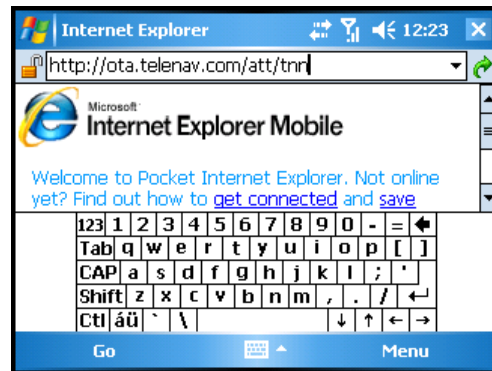 Internet Explorer 12:23
http://ota.telenav.com/att/tnn
Microsoft
Internet Explorer Mobile
Welcome to Pocket Internet Explorer. Not online
yet? Find out how to get connected and save
123 1 2 3 4 5 6 7 8 9 0 - =
Tab q w e r t y u i o p [ ]
CAP a s d f g h j k l ; '
Shift z x c v b n m , . /
Ctl áü ` \
Go Menu